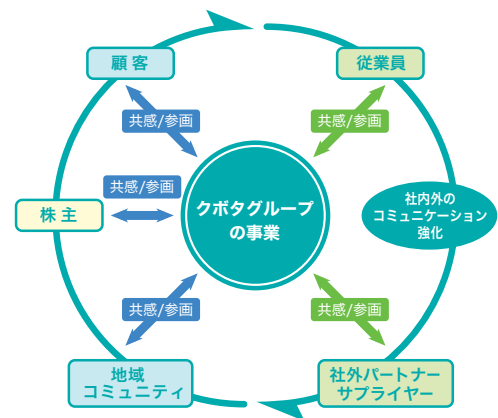 顧客
従業員
共感/参画
共感/参画
共感/参画
株主
クボタグループ
の事業
社内外の
コミュニケーション
強化
共感/参画
共感/参画
地域
コミュニティ
社外パートナー
サプライヤー